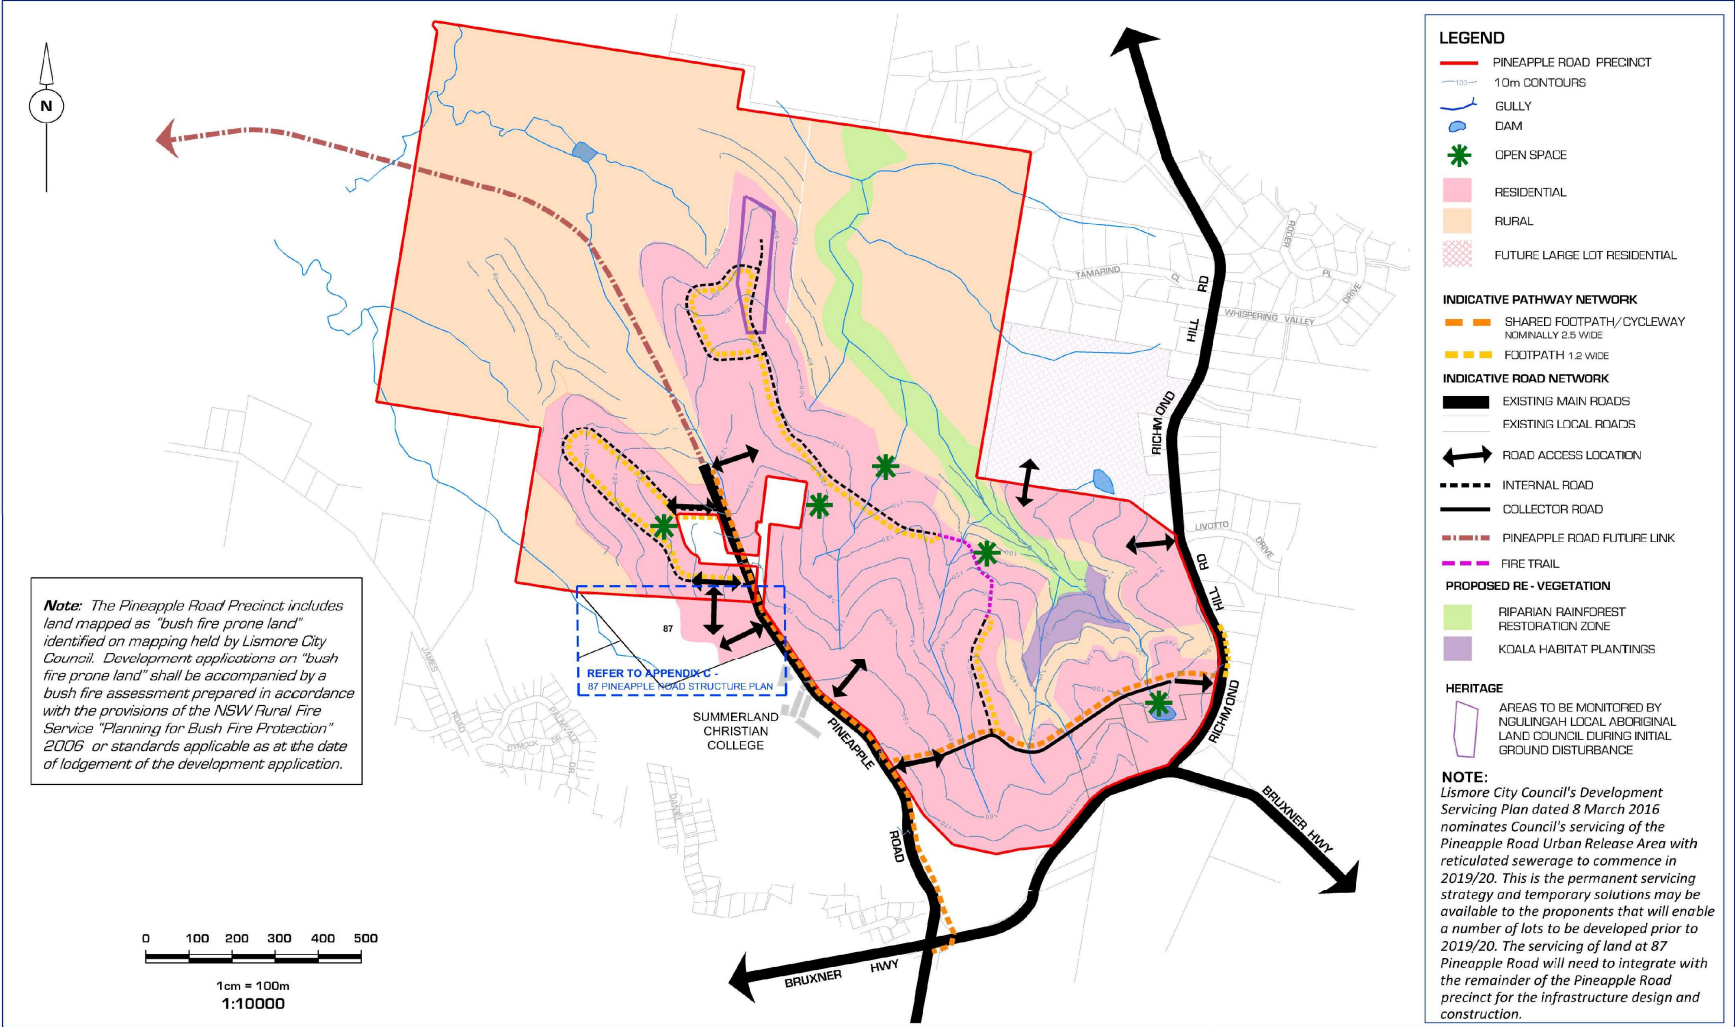 N
Note: The Pineapple Road Precinct includes
land mapped as "bush fire prone land"
identified on mapping held by Lismore City
Council. Development applications on "bush
fire prone land" shall be accompanied by a
bush fire assessment prepared in accordance
with the provisions of the NSW Rural Fire
Service "Planning for Bush Fire Protection"
2006 or standards applicable as at the date
of lodgement of the development application.
0 100 200 300 400 500
1cm = 100m
1:10000
87
REFER TO APPENDIX C -
87 PINEAPPLE ROAD STRUCTURE PLAN
SUMMERLAND
CHRISTIAN
COLLEGE
PINEAPPLE
ROAD
BRUXNER HWY
BRUXNER HWY
RICHMOND
HILL
RD
RICHMOND
HILL
RD
TAMARIND
CL
RODER
PL
DRIVE
WHISPERING VALLEY
LIVOTTO
DRIVE
JAMES
ROAD
PALMVALE
DR
DYMOCK
DANIEL
LEGEND
PINEAPPLE ROAD PRECINCT
10m CONTOURS
GULLY
DAM
OPEN SPACE
RESIDENTIAL
RURAL
FUTURE LARGE LOT RESIDENTIAL
INDICATIVE PATHWAY NETWORK
SHARED FOOTPATH/CYCLEWAY
NOMINALLY 2.5 WIDE
FOOTPATH 1.2 WIDE
INDICATIVE ROAD NETWORK
EXISTING MAIN ROADS
EXISTING LOCAL ROADS
ROAD ACCESS LOCATION
INTERNAL ROAD
COLLECTOR ROAD
PINEAPPLE ROAD FUTURE LINK
FIRE TRAIL
PROPOSED RE - VEGETATION
RIPARIAN RAINFOREST
RESTORATION ZONE
KOALA HABITAT PLANTINGS
HERITAGE
AREAS TO BE MONITORED BY
NGULINGAH LOCAL ABORIGINAL
LAND COUNCIL DURING INITIAL
GROUND DISTURBANCE
NOTE:
Lismore City Council's Development
Servicing Plan dated 8 March 2016
nominates Council's servicing of the
Pineapple Road Urban Release Area with
reticulated sewerage to commence in
2019/20. This is the permanent servicing
strategy and temporary solutions may be
available to the proponents that will enable
a number of lots to be developed prior to
2019/20. The servicing of land at 87
Pineapple Road will need to integrate with
the remainder of the Pineapple Road
precinct for the infrastructure design and
construction.